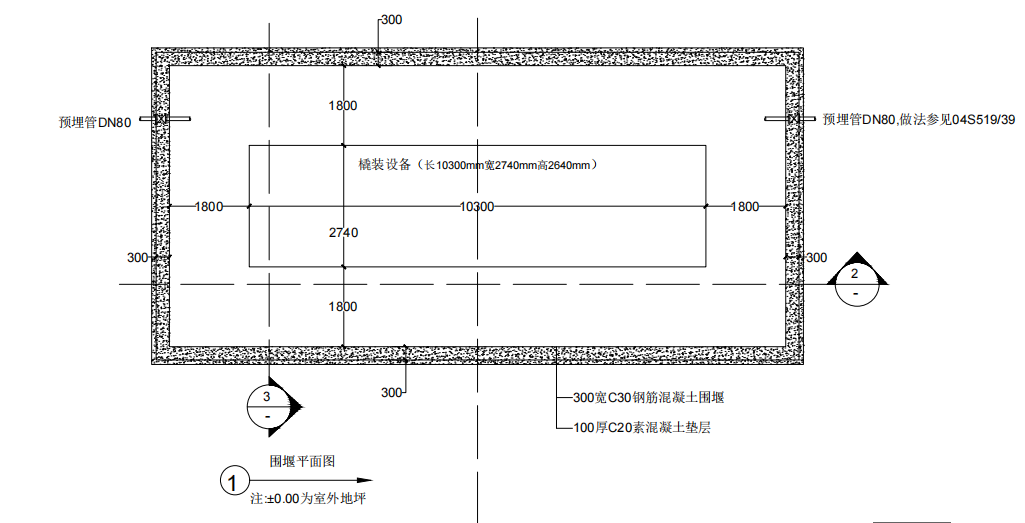 300
1800
预埋管DN80
预埋管DN80,做法参见04S519/39
橇装设备（长10300mm宽2740mm高2640mm）
1800
10300
1800
2740
300
300
2
-
1800
300
3
-
300宽C30钢筋混凝土围堰
100厚C20素混凝土垫层
围堰平面图
1
注:±0.00为室外地坪